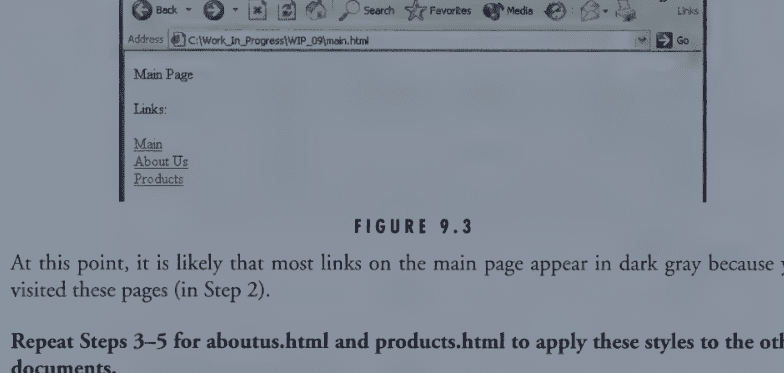 Back Search Favorites Media Links
Address C:\Work_In_Progress\WIP_09\main.html Go
Main Page
Links:
Main
About Us
Products
FIGURE 9.3
At this point, it is likely that most links on the main page appear in dark gray because
visited these pages (in Step 2).
Repeat Steps 3–5 for aboutus.html and products.html to apply these styles to the
documents.